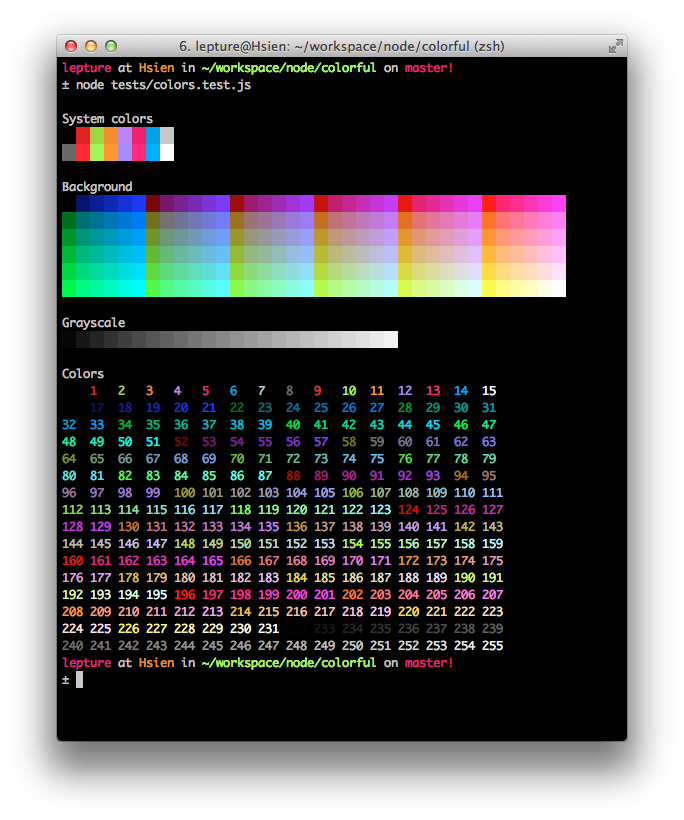 6. lepture@Hsien: ~/workspace/node/colorful (zsh)
lepture at Hsien in ~/workspace/node/colorful on master!
± node tests/colors.test.js
System colors
Background
Grayscale
Colors
1 2 3 4 5 6 7 8 9 10 11 12 13 14 15
17 18 19 20 21 22 23 24 25 26 27 28 29 30 31
32 33 34 35 36 37 38 39 40 41 42 43 44 45 46 47
48 49 50 51 52 53 54 55 56 57 58 59 60 61 62 63
64 65 66 67 68 69 70 71 72 73 74 75 76 77 78 79
80 81 82 83 84 85 86 87 88 89 90 91 92 93 94 95
96 97 98 99 100 101 102 103 104 105 106 107 108 109 110 111
112 113 114 115 116 117 118 119 120 121 122 123 124 125 126 127
128 129 130 131 132 133 134 135 136 137 138 139 140 141 142 143
144 145 146 147 148 149 150 151 152 153 154 155 156 157 158 159
160 161 162 163 164 165 166 167 168 169 170 171 172 173 174 175
176 177 178 179 180 181 182 183 184 185 186 187 188 189 190 191
192 193 194 195 196 197 198 199 200 201 202 203 204 205 206 207
208 209 210 211 212 213 214 215 216 217 218 219 220 221 222 223
224 225 226 227 228 229 230 231 233 234 235 236 237 238 239
240 241 242 243 244 245 246 247 248 249 250 251 252 253 254 255
lepture at Hsien in ~/workspace/node/colorful on master!
±